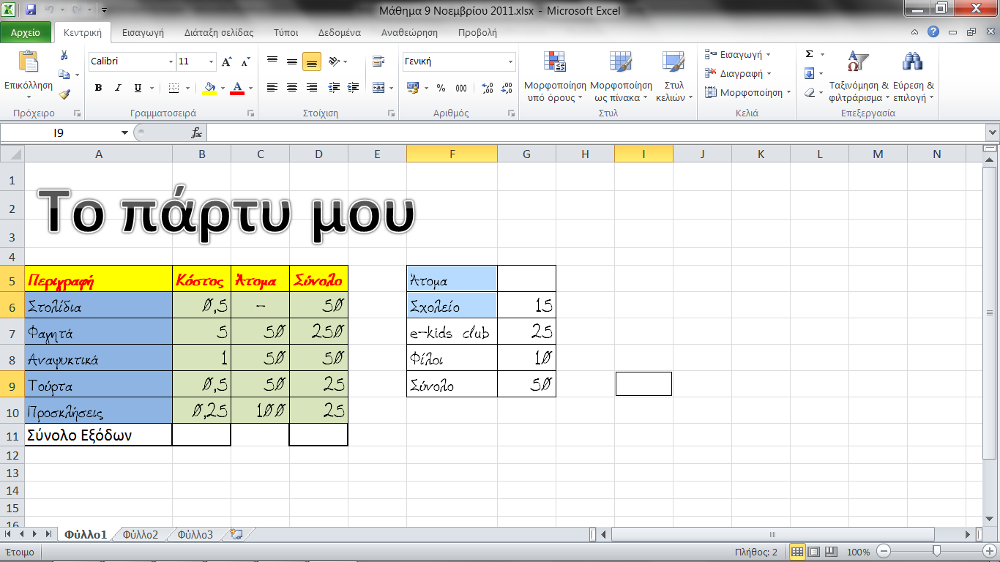 Μάθημα 9 Νοεμβρίου 2011.xlsx - Microsoft Excel
Αρχείο Κεντρική Εισαγωγή Διάταξη σελίδας Τύποι Δεδομένα Αναθεώρηση Προβολή
Calibri 11 Γενική Εισαγωγή
Διαγραφή
Επικόλληση Μορφοποίηση υπό όρους Μορφοποίηση ως πίνακα Στυλ κελιών Μορφοποίηση Ταξινόμηση & φιλτράρισμα Εύρεση & επιλογή
B I U % 000
Πρόχειρο Γραμματοσειρά Στοίχιση Αριθμός Στυλ Κελιά Επεξεργασία
I9 fx
A B C D E F G H I J K L M N
1
2 Το πάρτυ μου
3
4
5 Περιγραφή Κόστος Άτομα Σύνολο Άτομα
6 Στολίδια 0,5 - 50 Σχολείο 15
7 Φαγητά 5 50 250 e-kids club 25
8 Αναψυκτικά 1 50 50 Φίλοι 10
9 Τούρτα 0,5 50 25 Σύνολο 50
10 Προσκλήσεις 0,25 100 25
11 Σύνολο Εξόδων
12
13
14
15
16
Φύλλο1 Φύλλο2 Φύλλο3
Έτοιμο Πλήθος: 2 100%